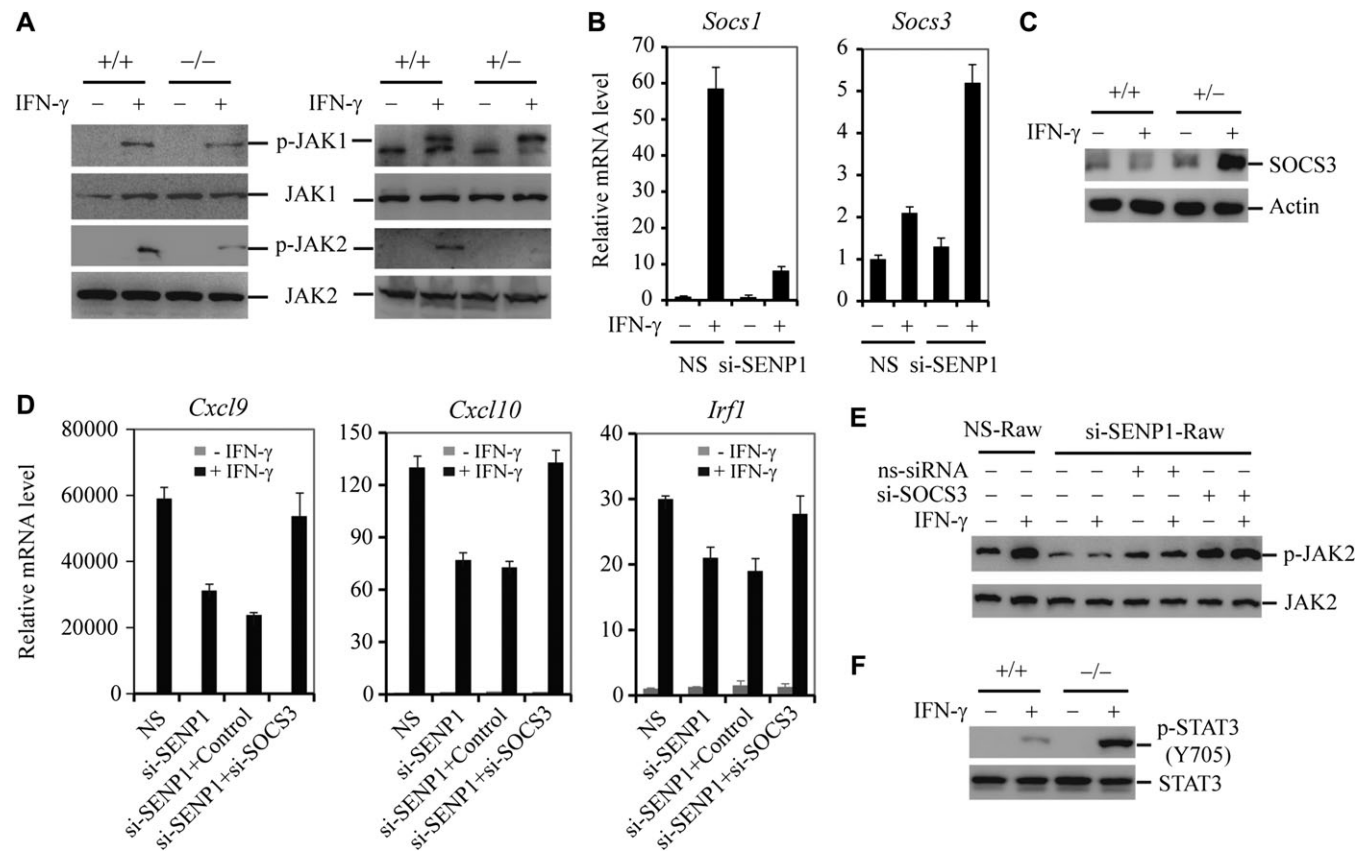 A
+/+ −/− +/+ +/−
IFN-γ − + − + IFN-γ − + − +
p-JAK1
JAK1
p-JAK2
JAK2
B
Socs1 Socs3
Relative mRNA level
70
60
50
40
30
20
10
0
6
5
4
3
2
1
0
IFN-γ − + − + − + − +
NS si-SENP1 NS si-SENP1
C
+/+ +/−
IFN-γ − + − +
SOCS3
Actin
D
Cxcl9 Cxcl10 Irf1
Relative mRNA level
80000
60000
40000
20000
0
- IFN-γ
+ IFN-γ
NS
si-SENP1
si-SENP1+Control
si-SENP1+si-SOCS3
150
120
90
60
30
0
- IFN-γ
+ IFN-γ
NS
si-SENP1
si-SENP1+Control
si-SENP1+si-SOCS3
40
30
20
10
0
- IFN-γ
+ IFN-γ
NS
si-SENP1
si-SENP1+Control
si-SENP1+si-SOCS3
E
NS-Raw si-SENP1-Raw
ns-siRNA − − − − + + − −
si-SOCS3 − − − − − − + +
IFN-γ − + − + − + − +
p-JAK2
JAK2
F
+/+ −/−
IFN-γ − + − +
p-STAT3
(Y705)
STAT3